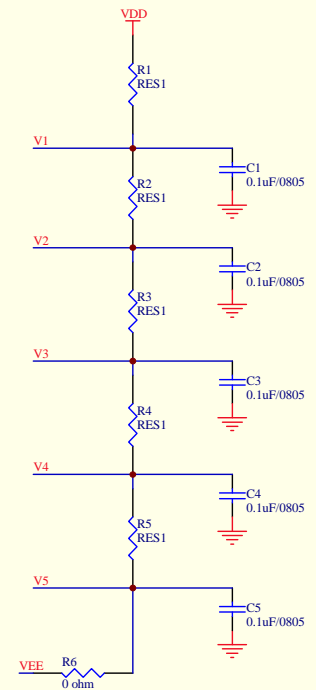 VDD
R1
RES1
V1
C1
0.1uF/0805
R2
RES1
V2
C2
0.1uF/0805
R3
RES1
V3
C3
0.1uF/0805
R4
RES1
V4
C4
0.1uF/0805
R5
RES1
V5
C5
0.1uF/0805
R6
VEE
0 ohm